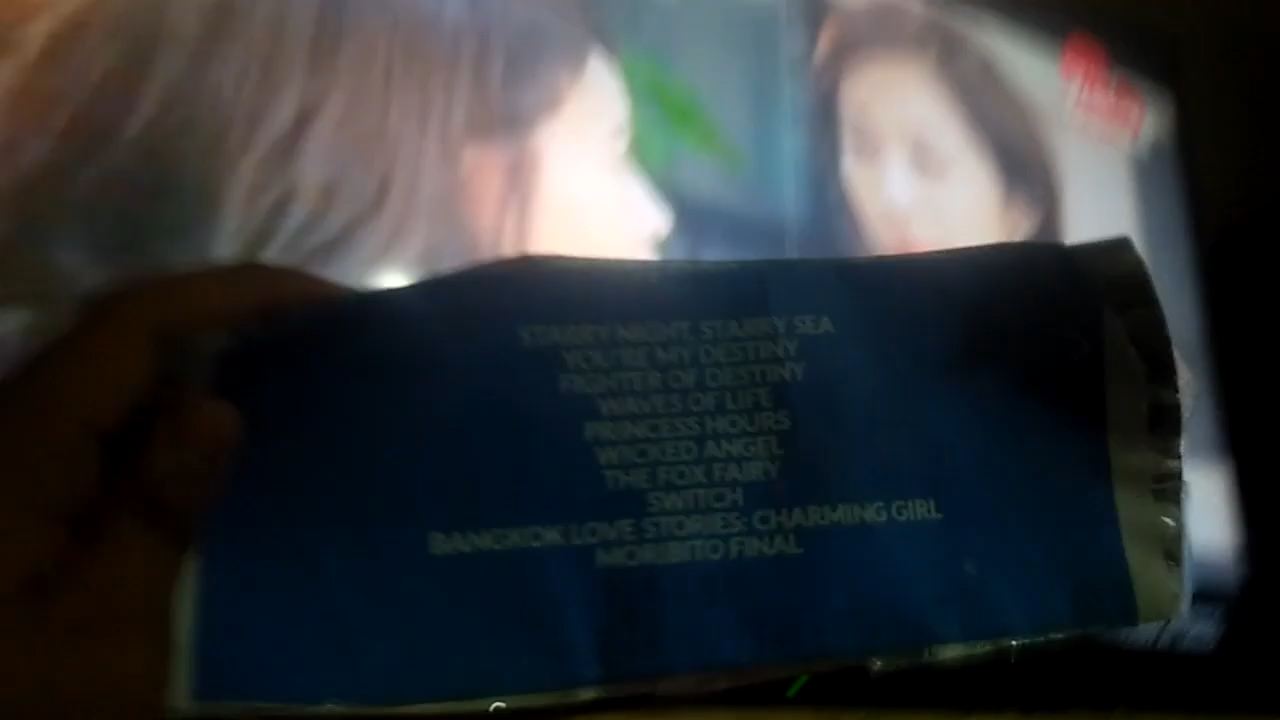 STARRY NIGHT, STARRY SEA
YOU'RE MY DESTINY
FIGHTER OF DESTINY
WAVES OF LIFE
PRINCESS HOURS
WICKED ANGEL
THE FOX FAIRY
SWITCH
BANGKOK LOVE STORIES: CHARMING GIRL
MORIBITO FINAL